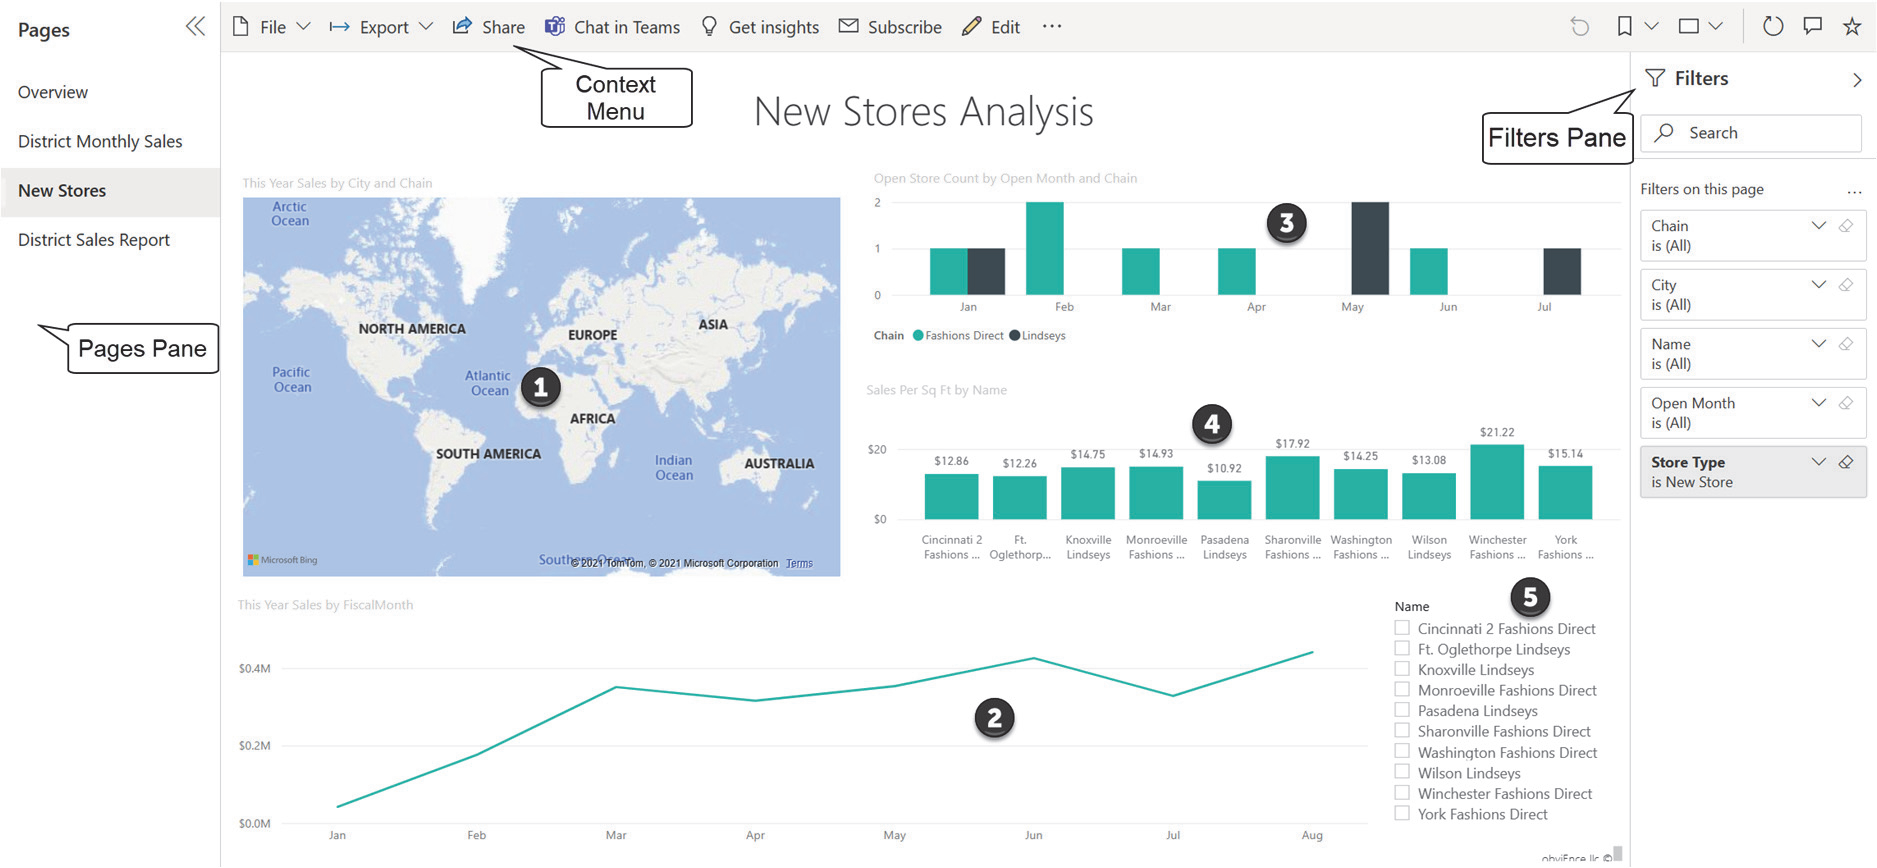 Pages
Overview
District Monthly Sales
New Stores
District Sales Report
Pages Pane
File
Export
Share
Chat in Teams
Get insights
Subscribe
Edit
Context
Menu
New Stores Analysis
This Year Sales by City and Chain
Arctic
Ocean
NORTH AMERICA
EUROPE
ASIA
Pacific
Ocean
Atlantic
Ocean
1
AFRICA
SOUTH AMERICA
Indian
Ocean
AUSTRALIA
Microsoft Bing
Southern Ocean
© 2021 TomTom, © 2021 Microsoft Corporation Terms
Open Store Count by Open Month and Chain
2
1
0
3
Jan Feb Mar Apr May Jun Jul
Chain Fashions Direct Lindseys
Sales Per Sq Ft by Name
4
$20
$0
$12.86 $12.26 $14.75 $14.93 $10.92 $17.92 $14.25 $13.08 $21.22 $15.14
Cincinnati 2 Ft. Knoxville Monroeville Pasadena Sharonville Washington Wilson Winchester York
Fashions ... Oglethorp... Lindseys Fashions ... Lindseys Fashions ... Fashions ... Lindseys Fashions ... Fashions ...
This Year Sales by FiscalMonth
$0.4M
$0.2M
$0.0M
2
Jan Feb Mar Apr May Jun Jul Aug
5
Name
Cincinnati 2 Fashions Direct
Ft. Oglethorpe Lindseys
Knoxville Lindseys
Monroeville Fashions Direct
Pasadena Lindseys
Sharonville Fashions Direct
Washington Fashions Direct
Wilson Lindseys
Winchester Fashions Direct
York Fashions Direct
obviEnce llc ©
Filters Pane
Filters
Search
Filters on this page
Chain
is (All)
City
is (All)
Name
is (All)
Open Month
is (All)
Store Type
is New Store